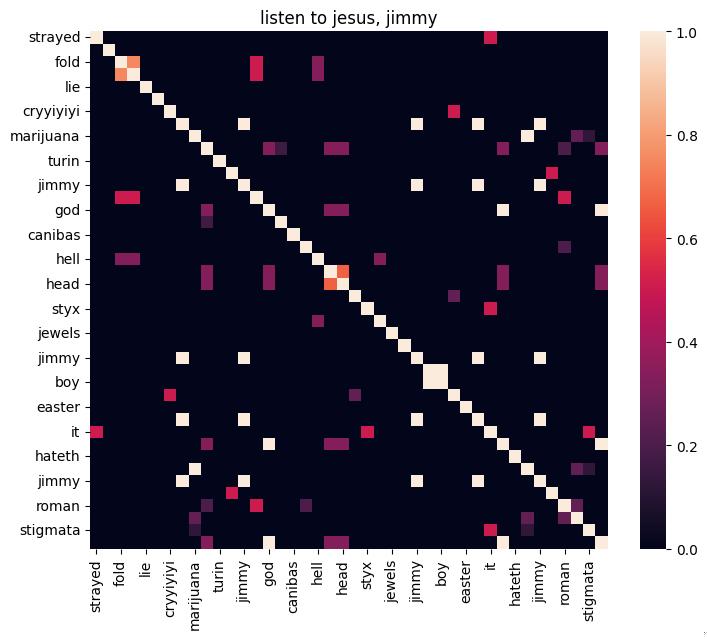 listen to jesus, jimmy
strayed
fold
lie
cryyiyiyi
marijuana
turin
jimmy
god
canibas
hell
head
styx
jewels
jimmy
boy
easter
it
hateth
jimmy
roman
stigmata
1.0
0.8
0.6
0.4
0.2
0.0
strayed
fold
lie
cryyiyiyi
marijuana
turin
jimmy
god
canibas
hell
head
styx
jewels
jimmy
boy
easter
it
hateth
jimmy
roman
stigmata